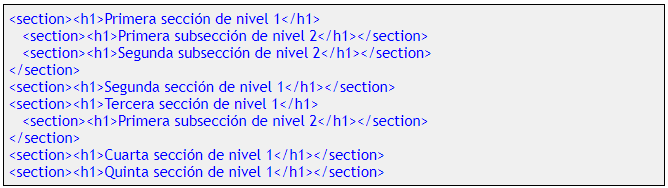 <section><h1>Primera sección de nivel 1</h1>
<section><h1>Primera subsección de nivel 2</h1></section>
<section><h1>Segunda subsección de nivel 2</h1></section>
</section>
<section><h1>Segunda sección de nivel 1</h1></section>
<section><h1>Tercera sección de nivel 1</h1>
<section><h1>Primera subsección de nivel 2</h1></section>
</section>
<section><h1>Cuarta sección de nivel 1</h1></section>
<section><h1>Quinta sección de nivel 1</h1></section>